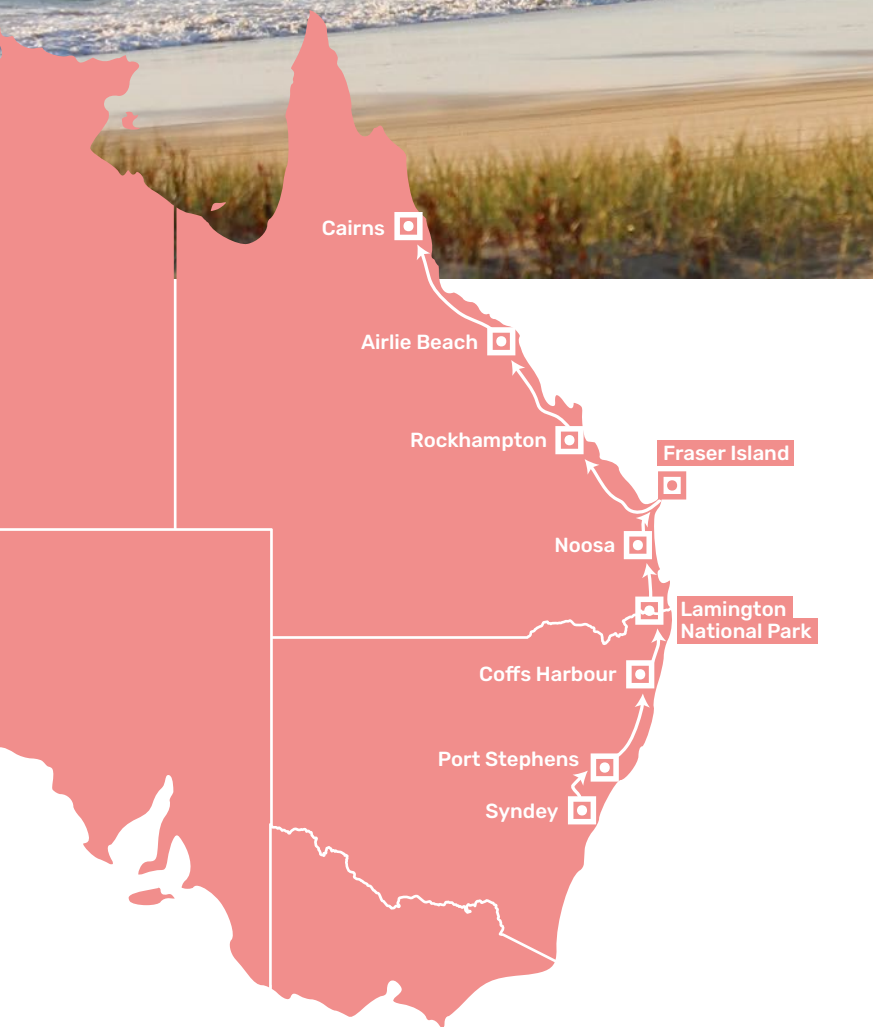 Cairns
Airlie Beach
Rockhampton
Fraser Island
Noosa
Lamington
National Park
Coffs Harbour
Port Stephens
Syndey